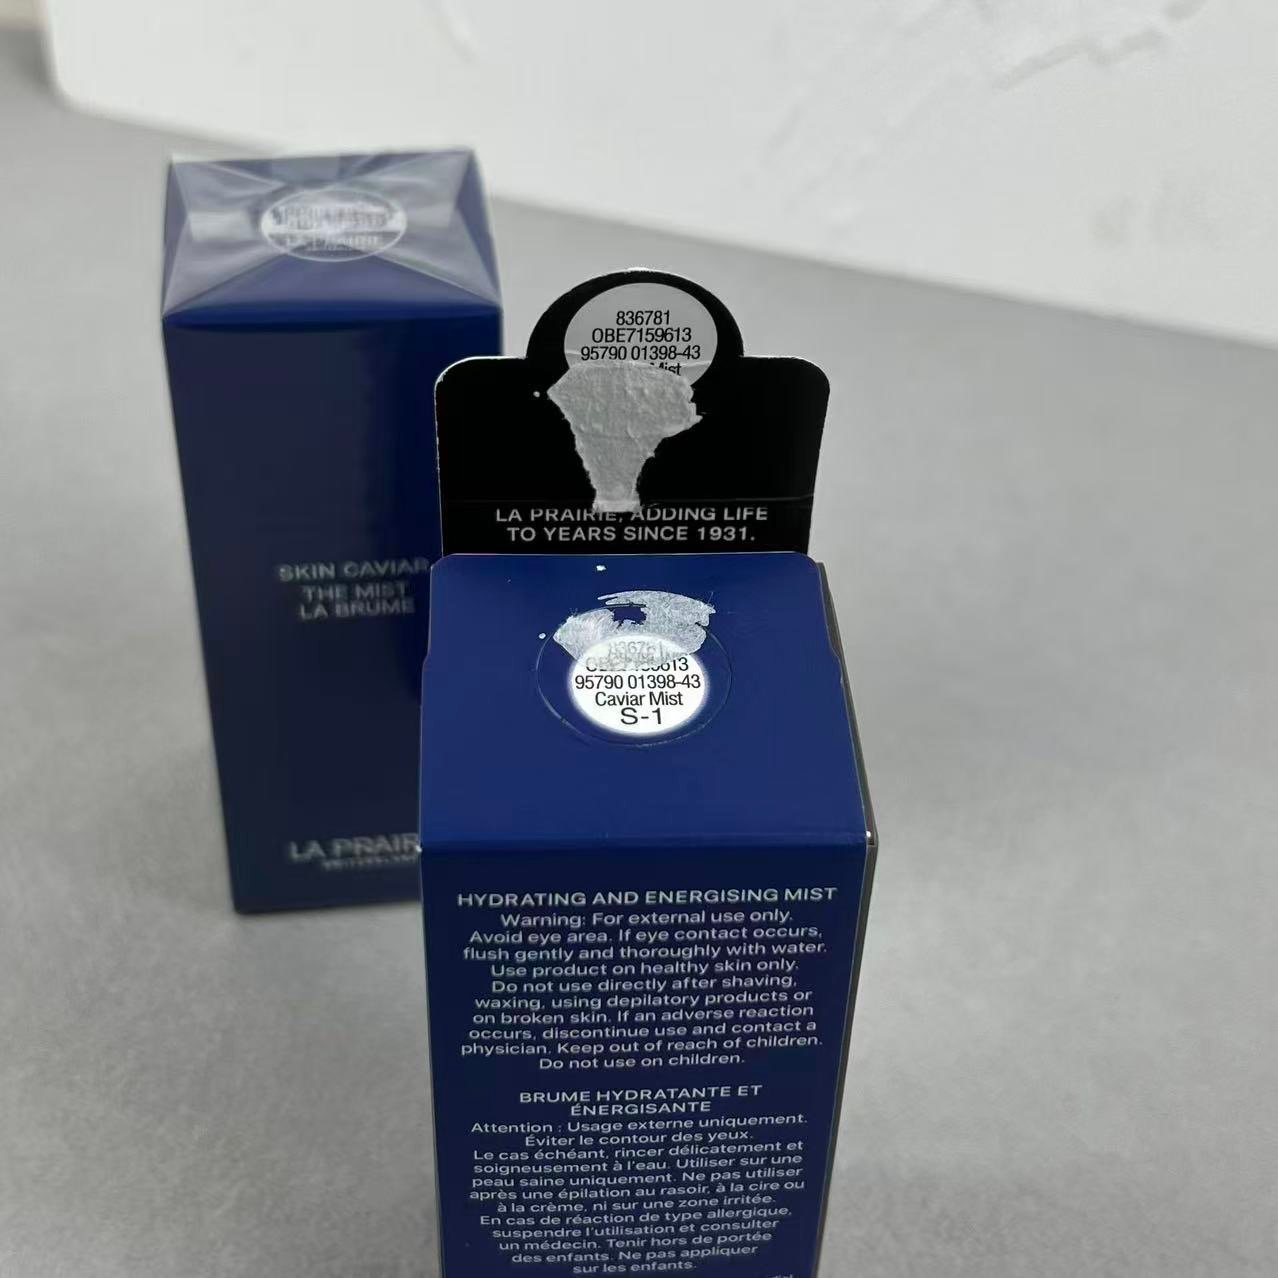 SKIN CAVIAR
THE MIST
LA BRUME
LA PRAIR
836781
OBE7159613
95790 01398-43
Mist
LA PRAIRIE, ADDING LIFE
TO YEARS SINCE 1931.
95790 01398-43
Caviar Mist
S-1
HYDRATING AND ENERGISING MIST
Warning: For external use only.
Avoid eye area. If eye contact occurs,
flush gently and thoroughly with water.
Use product on healthy skin only.
Do not use directly after shaving,
waxing, using depilatory products or
on broken skin. If an adverse reaction
occurs, discontinue use and contact a
physician. Keep out of reach of children.
Do not use on children.
BRUME HYDRATANTE ET
ÉNERGISANTE
Attention : Usage externe uniquement.
Éviter le contour des yeux.
Le cas échéant, rincer délicatement et
soigneusement à l'eau. Utiliser sur une
peau saine uniquement. Ne pas utiliser
après une épilation au rasoir, à la cire ou
à la crème, ni sur une zone irritée.
En cas de réaction de type allergique,
suspendre l'utilisation et consulter
un médecin. Tenir hors de portée
des enfants. Ne pas appliquer
sur les enfants.